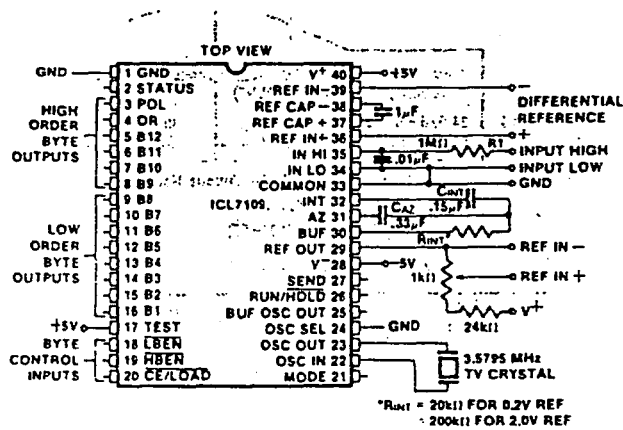 TOP VIEW
GND 1 GND V+ 40 +5V
2 STATUS REF IN− 39 −
HIGH ORDER BYTE OUTPUTS
3 POL REF CAP− 38 1µF
DIFFERENTIAL REFERENCE
4 OR REF CAP+ 37
5 B12 REF IN+ 36 +
6 B11 IN HI 35 1MΩ R1 INPUT HIGH
.01µF
7 B10 IN LO 34 INPUT LOW
8 B9 COMMON 33 GND
9 B8 INT 32 CINT .15µF
ICL7109
10 B7 AZ 31 CAZ .33µF
11 B6 BUF 30 RINT
LOW ORDER BYTE OUTPUTS
12 B5 REF OUT 29 REF IN−
13 B4 V− 28 5V
14 B3 SEND 27 1kΩ REF IN+
15 B2 RUN/HOLD 26
16 B1 BUF OSC OUT 25 24kΩ V+
+5V 17 TEST OSC SEL 24 GND
BYTE CONTROL INPUTS
18 LBEN OSC OUT 23
19 HBEN OSC IN 22
3.5795 MHz
TV CRYSTAL
20 CE/LOAD MODE 21
*RINT = 20kΩ FOR 0.2V REF
= 200kΩ FOR 2.0V REF